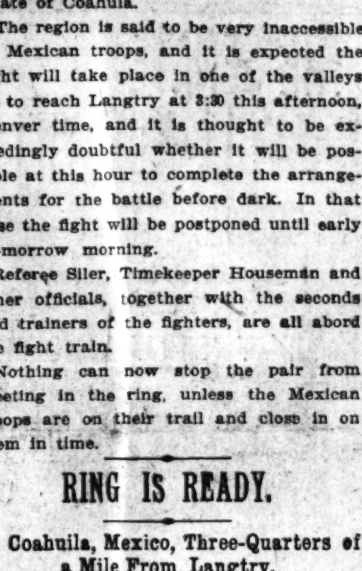 ate of Coahula.
The region is said to be very inaccessible
Mexican troops, and it is expected the
ht will take place in one of the valleys
to reach Langtry at 3:30 this afternoon,
enver time, and it is thought to be ex-
edingly doubtful whether it will be pos-
le at this hour to complete the arrange-
ents for the battle before dark. In that
se the fight will be postponed until early
morrow morning.
Referee Siler, Timekeeper Houseman and
her officials, together with the seconds
d trainers of the fighters, are all abord
e fight train.
Nothing can now stop the pair from
eeting in the ring, unless the Mexican
oops are on their trail and close in on
em in time.
RING IS READY.
Coahuila, Mexico, Three-Quarters of
a Mile From Langtry.